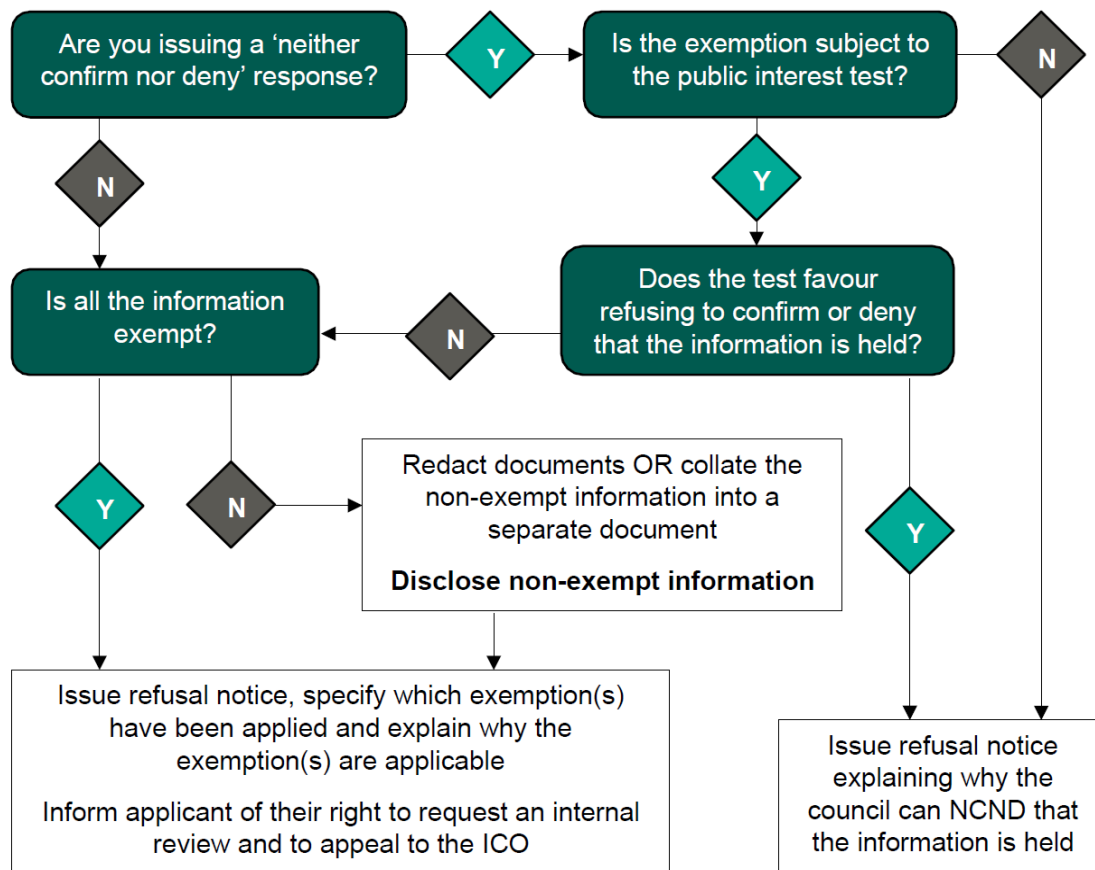 Are you issuing a ‘neither
confirm nor deny’ response?
Y
Is the exemption subject to
the public interest test?
N
N
Y
Is all the information
exempt?
N
Does the test favour
refusing to confirm or deny
that the information is held?
Y
N
Redact documents OR collate the
non-exempt information into a
separate document
Disclose non-exempt information
Y
Issue refusal notice, specify which exemption(s)
have been applied and explain why the
exemption(s) are applicable
Inform applicant of their right to request an internal
review and to appeal to the ICO
Issue refusal notice
explaining why the
council can NCND that
the information is held